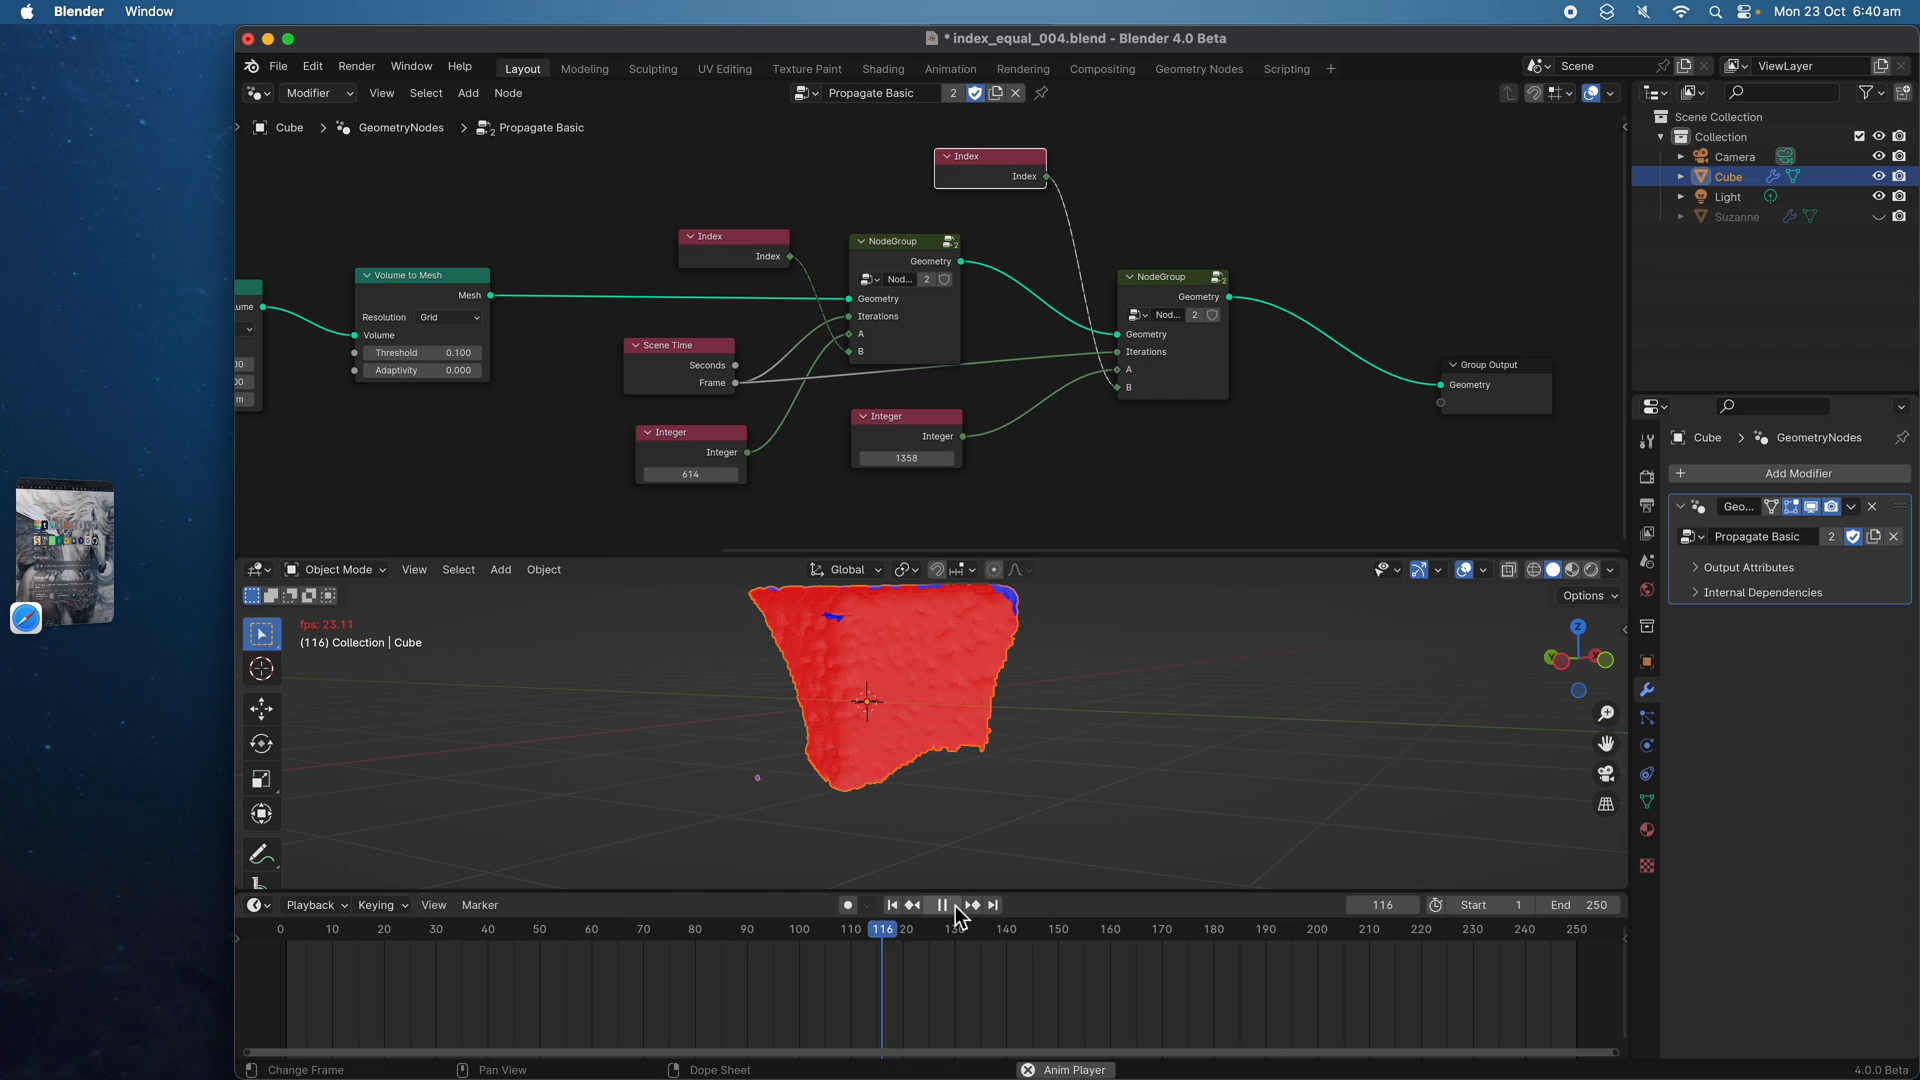 Blender Window Mon 23 Oct 6:40 am
* index_equal_004.blend - Blender 4.0 Beta
File Edit Render Window Help Layout Modeling Sculpting UV Editing Texture Paint Shading Animation Rendering Compositing Geometry Nodes Scripting + Scene ViewLayer
Modifier View Select Add Node Propagate Basic 2
Cube > GeometryNodes > Propagate Basic 2
Index
Index
Index
Index
NodeGroup 2
Geometry
Nod... 2
Geometry
Iterations
A
B
NodeGroup 2
Geometry
Nod... 2
Geometry
Iterations
A
B
Volume to Mesh
Mesh
Resolution Grid
Volume
Threshold 0.100
Adaptivity 0.000
ume
00
00
m
Scene Time
Seconds
Frame
Integer
Integer
614
Integer
Integer
1358
Group Output
Geometry
Scene Collection
Collection
Camera
Cube
Light
Suzanne
Cube > GeometryNodes
+ Add Modifier
Geo...
Propagate Basic 2
> Output Attributes
> Internal Dependencies
Object Mode View Select Add Object Global
Options
fps: 23.11
(116) Collection | Cube
Z
Y
X
Playback Keying View Marker 116 Start 1 End 250
0 10 20 30 40 50 60 70 80 90 100 110 116 20 130 140 150 160 170 180 190 200 210 220 230 240 250
Change Frame Pan View Dope Sheet Anim Player 4.0.0 Beta